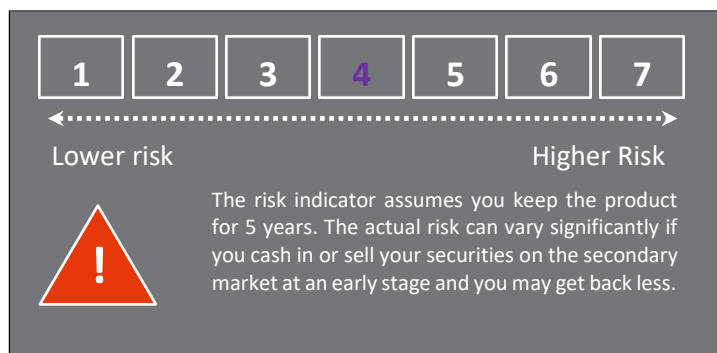 1 2 3 4 5 6 7
Lower risk Higher Risk
The risk indicator assumes you keep the product
for 5 years. The actual risk can vary significantly if
you cash in or sell your securities on the secondary
market at an early stage and you may get back less.
!